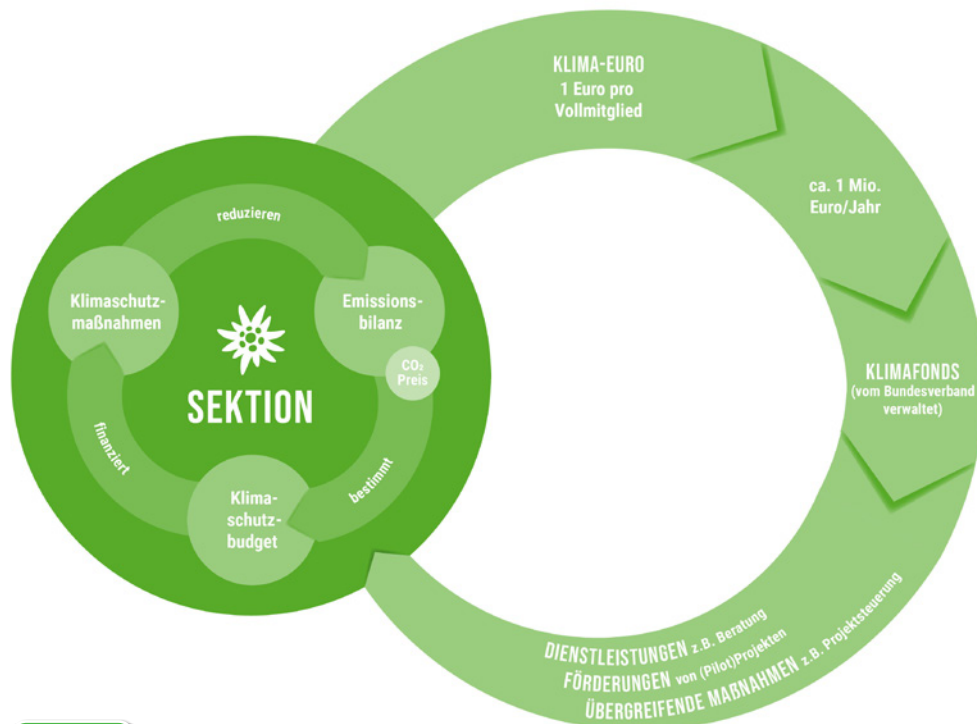 KLIMA-EURO
1 Euro pro
Vollmitglied
ca. 1 Mio.
Euro/Jahr
KLIMAFONDS
(vom Bundesverband
verwaltet)
DIENSTLEISTUNGEN z.B. Beratung
FÖRDERUNGEN von (Pilot)Projekten
ÜBERGREIFENDE MAẞNAHMEN z.B. Projektsteuerung
reduzieren
Klimaschutz-
maßnahmen
Emissions-
bilanz
CO₂
Preis
SEKTION
finanziert
bestimmt
Klima-
schutz-
budget